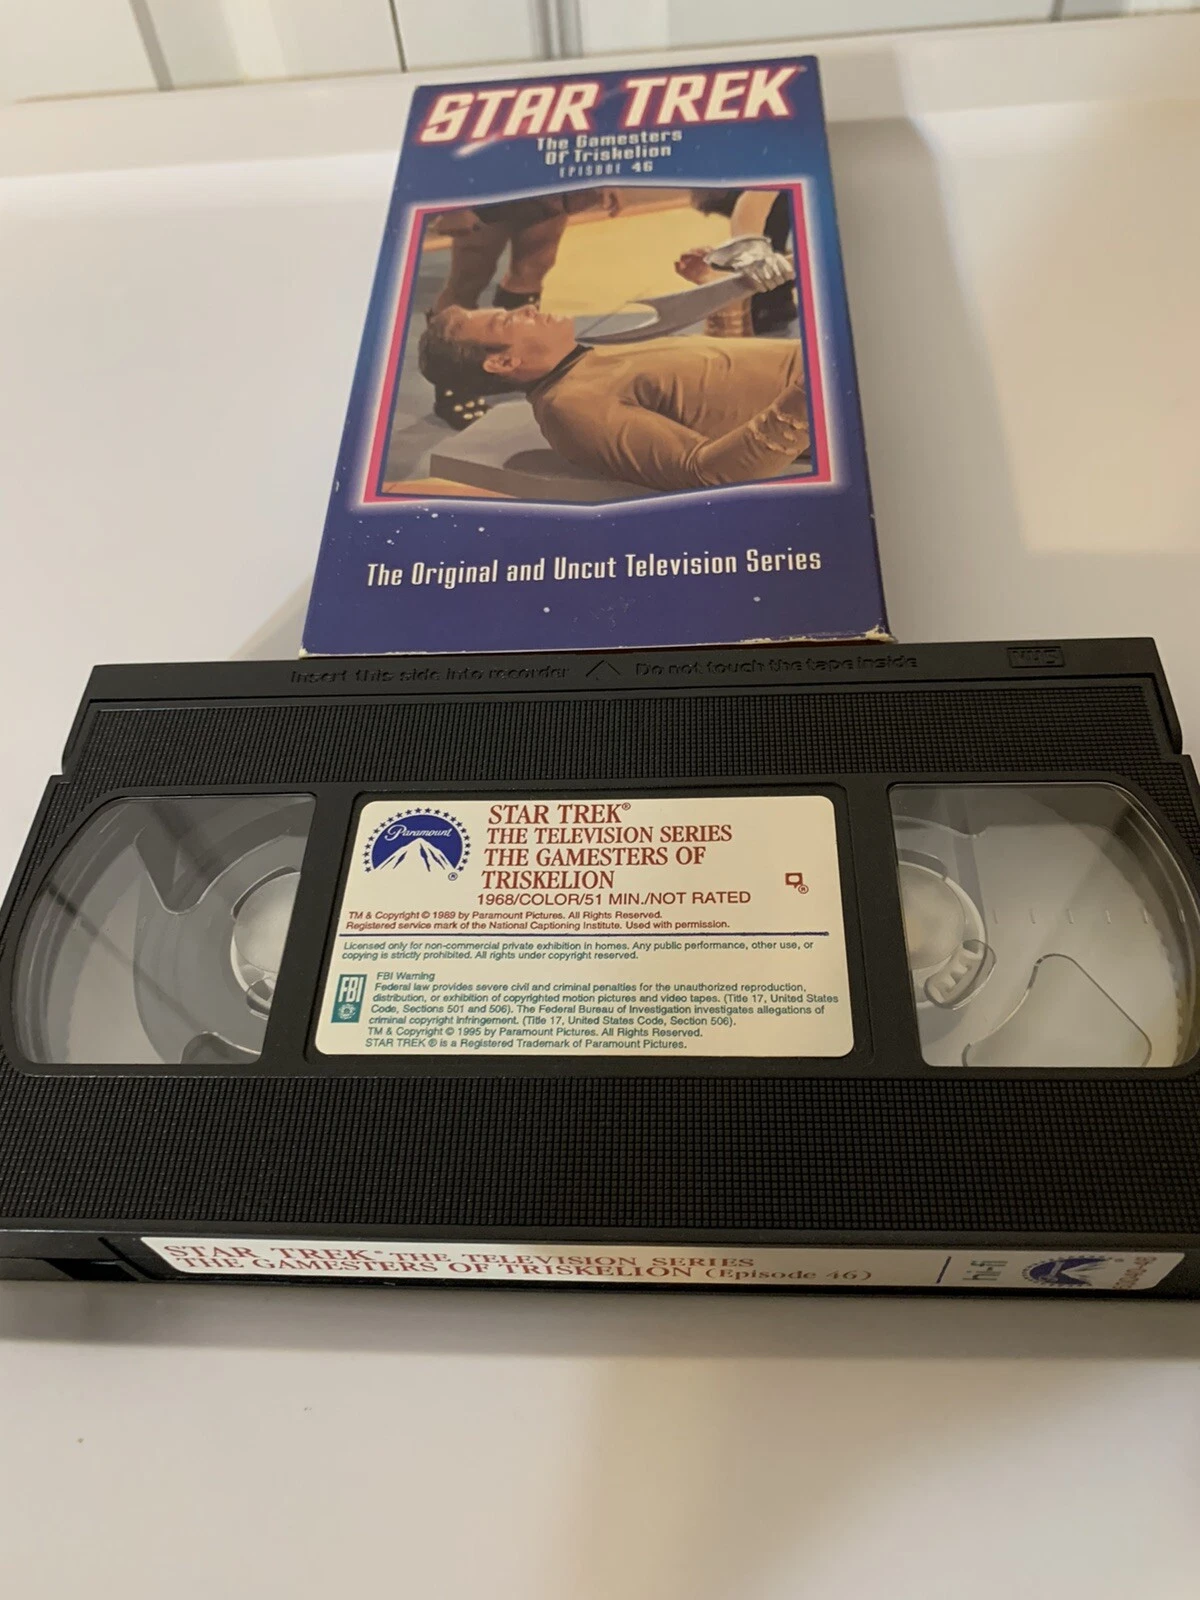 STAR TREK
The Gamesters
Of Triskelion
EPISODE 46
The Original and Uncut Television Series
Insert this side into recorder Do not touch the tape inside VHS
Paramount
®
STAR TREK®
THE TELEVISION SERIES
THE GAMESTERS OF
TRISKELION
1968/COLOR/51 MIN./NOT RATED
®
TM & Copyright © 1989 by Paramount Pictures. All Rights Reserved.
Registered service mark of the National Captioning Institute. Used with permission.
Licensed only for non-commercial private exhibition in homes. Any public performance, other use, or
copying is strictly prohibited. All rights under copyright reserved.
FBI
FBI Warning
Federal law provides severe civil and criminal penalties for the unauthorized reproduction,
distribution, or exhibition of copyrighted motion pictures and video tapes. (Title 17, United States
Code, Sections 501 and 506). The Federal Bureau of Investigation investigates allegations of
criminal copyright infringement. (Title 17, United States Code, Section 506).
TM & Copyright © 1995 by Paramount Pictures. All Rights Reserved.
STAR TREK ® is a Registered Trademark of Paramount Pictures.
STAR TREK® THE TELEVISION SERIES
THE GAMESTERS OF TRISKELION (Episode 46)
hi-fi